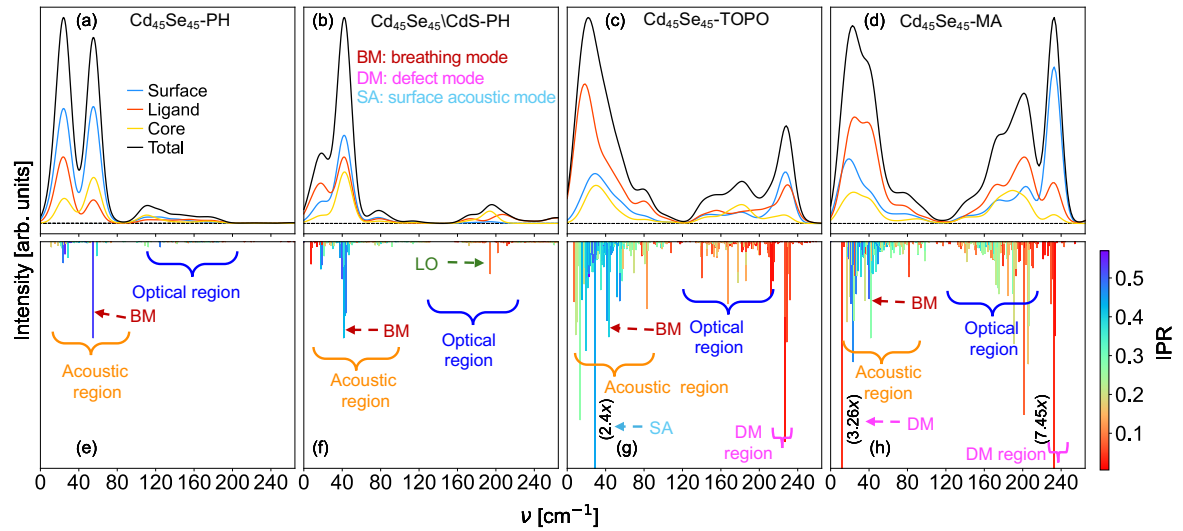 (a) Cd₄₅Se₄₅-PH
Surface
Ligand
Core
Total
(b) Cd₄₅Se₄₅\CdS-PH
BM: breathing mode
DM: defect mode
SA: surface acoustic mode
(c) Cd₄₅Se₄₅-TOPO
(d) Cd₄₅Se₄₅-MA
Intensity [arb. units]
Optical region
BM
Acoustic
region
(e)
LO
BM
Optical
region
Acoustic
region
(f)
BM
Optical
region
Acoustic region
(2.4x)
SA
DM
region
(g)
BM
Optical
region
Acoustic
region
(3.26x)
DM
(7.45x)
DM region
(h)
0 40 80 120 160 200 240
0 40 80 120 160 200 240
0 40 80 120 160 200 240
0 40 80 120 160 200 240
ν [cm⁻¹]
0.5
0.4
0.3
0.2
0.1
IPR